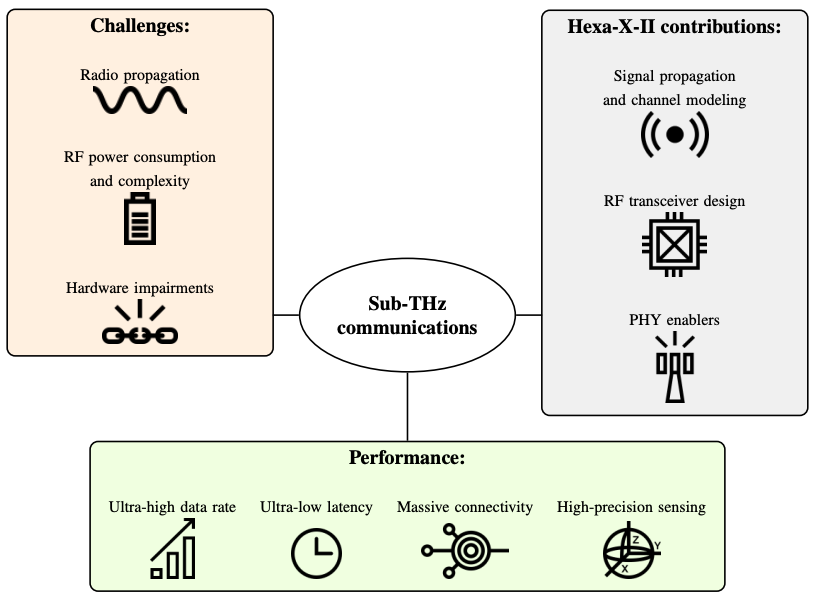 Challenges:
Radio propagation
RF power consumption
and complexity
Hardware impairments
Hexa-X-II contributions:
Signal propagation
and channel modeling
RF transceiver design
PHY enablers
Sub-THz
communications
Performance:
Ultra-high data rate
Ultra-low latency
Massive connectivity
High-precision sensing
Z
Y
X